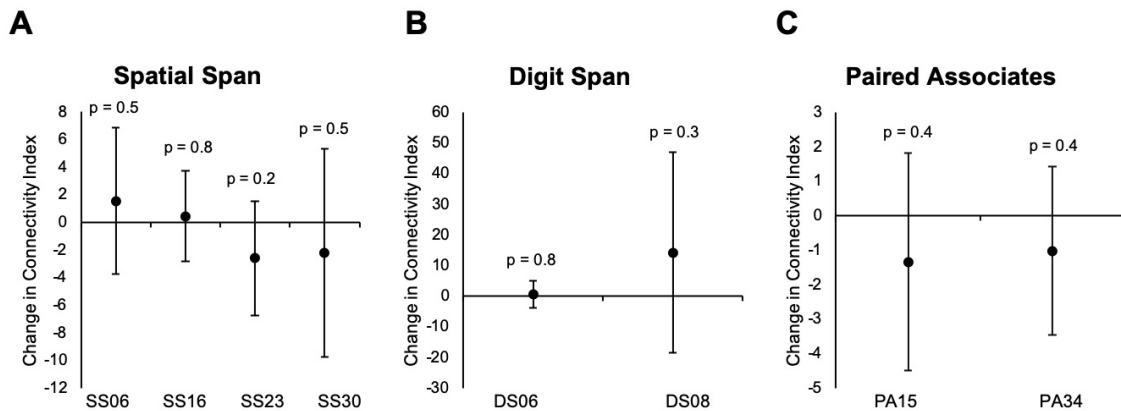 A
Spatial Span
Change in Connectivity Index
8
6
4
2
0
-2
-4
-6
-8
-10
-12
p = 0.5
p = 0.8
p = 0.2
p = 0.5
SS06 SS16 SS23 SS30
B
Digit Span
Change in Connectivity Index
60
50
40
30
20
10
0
-10
-20
-30
p = 0.8
p = 0.3
DS06 DS08
C
Paired Associates
Change in Connectivity Index
3
2
1
0
-1
-2
-3
-4
-5
p = 0.4
p = 0.4
PA15 PA34